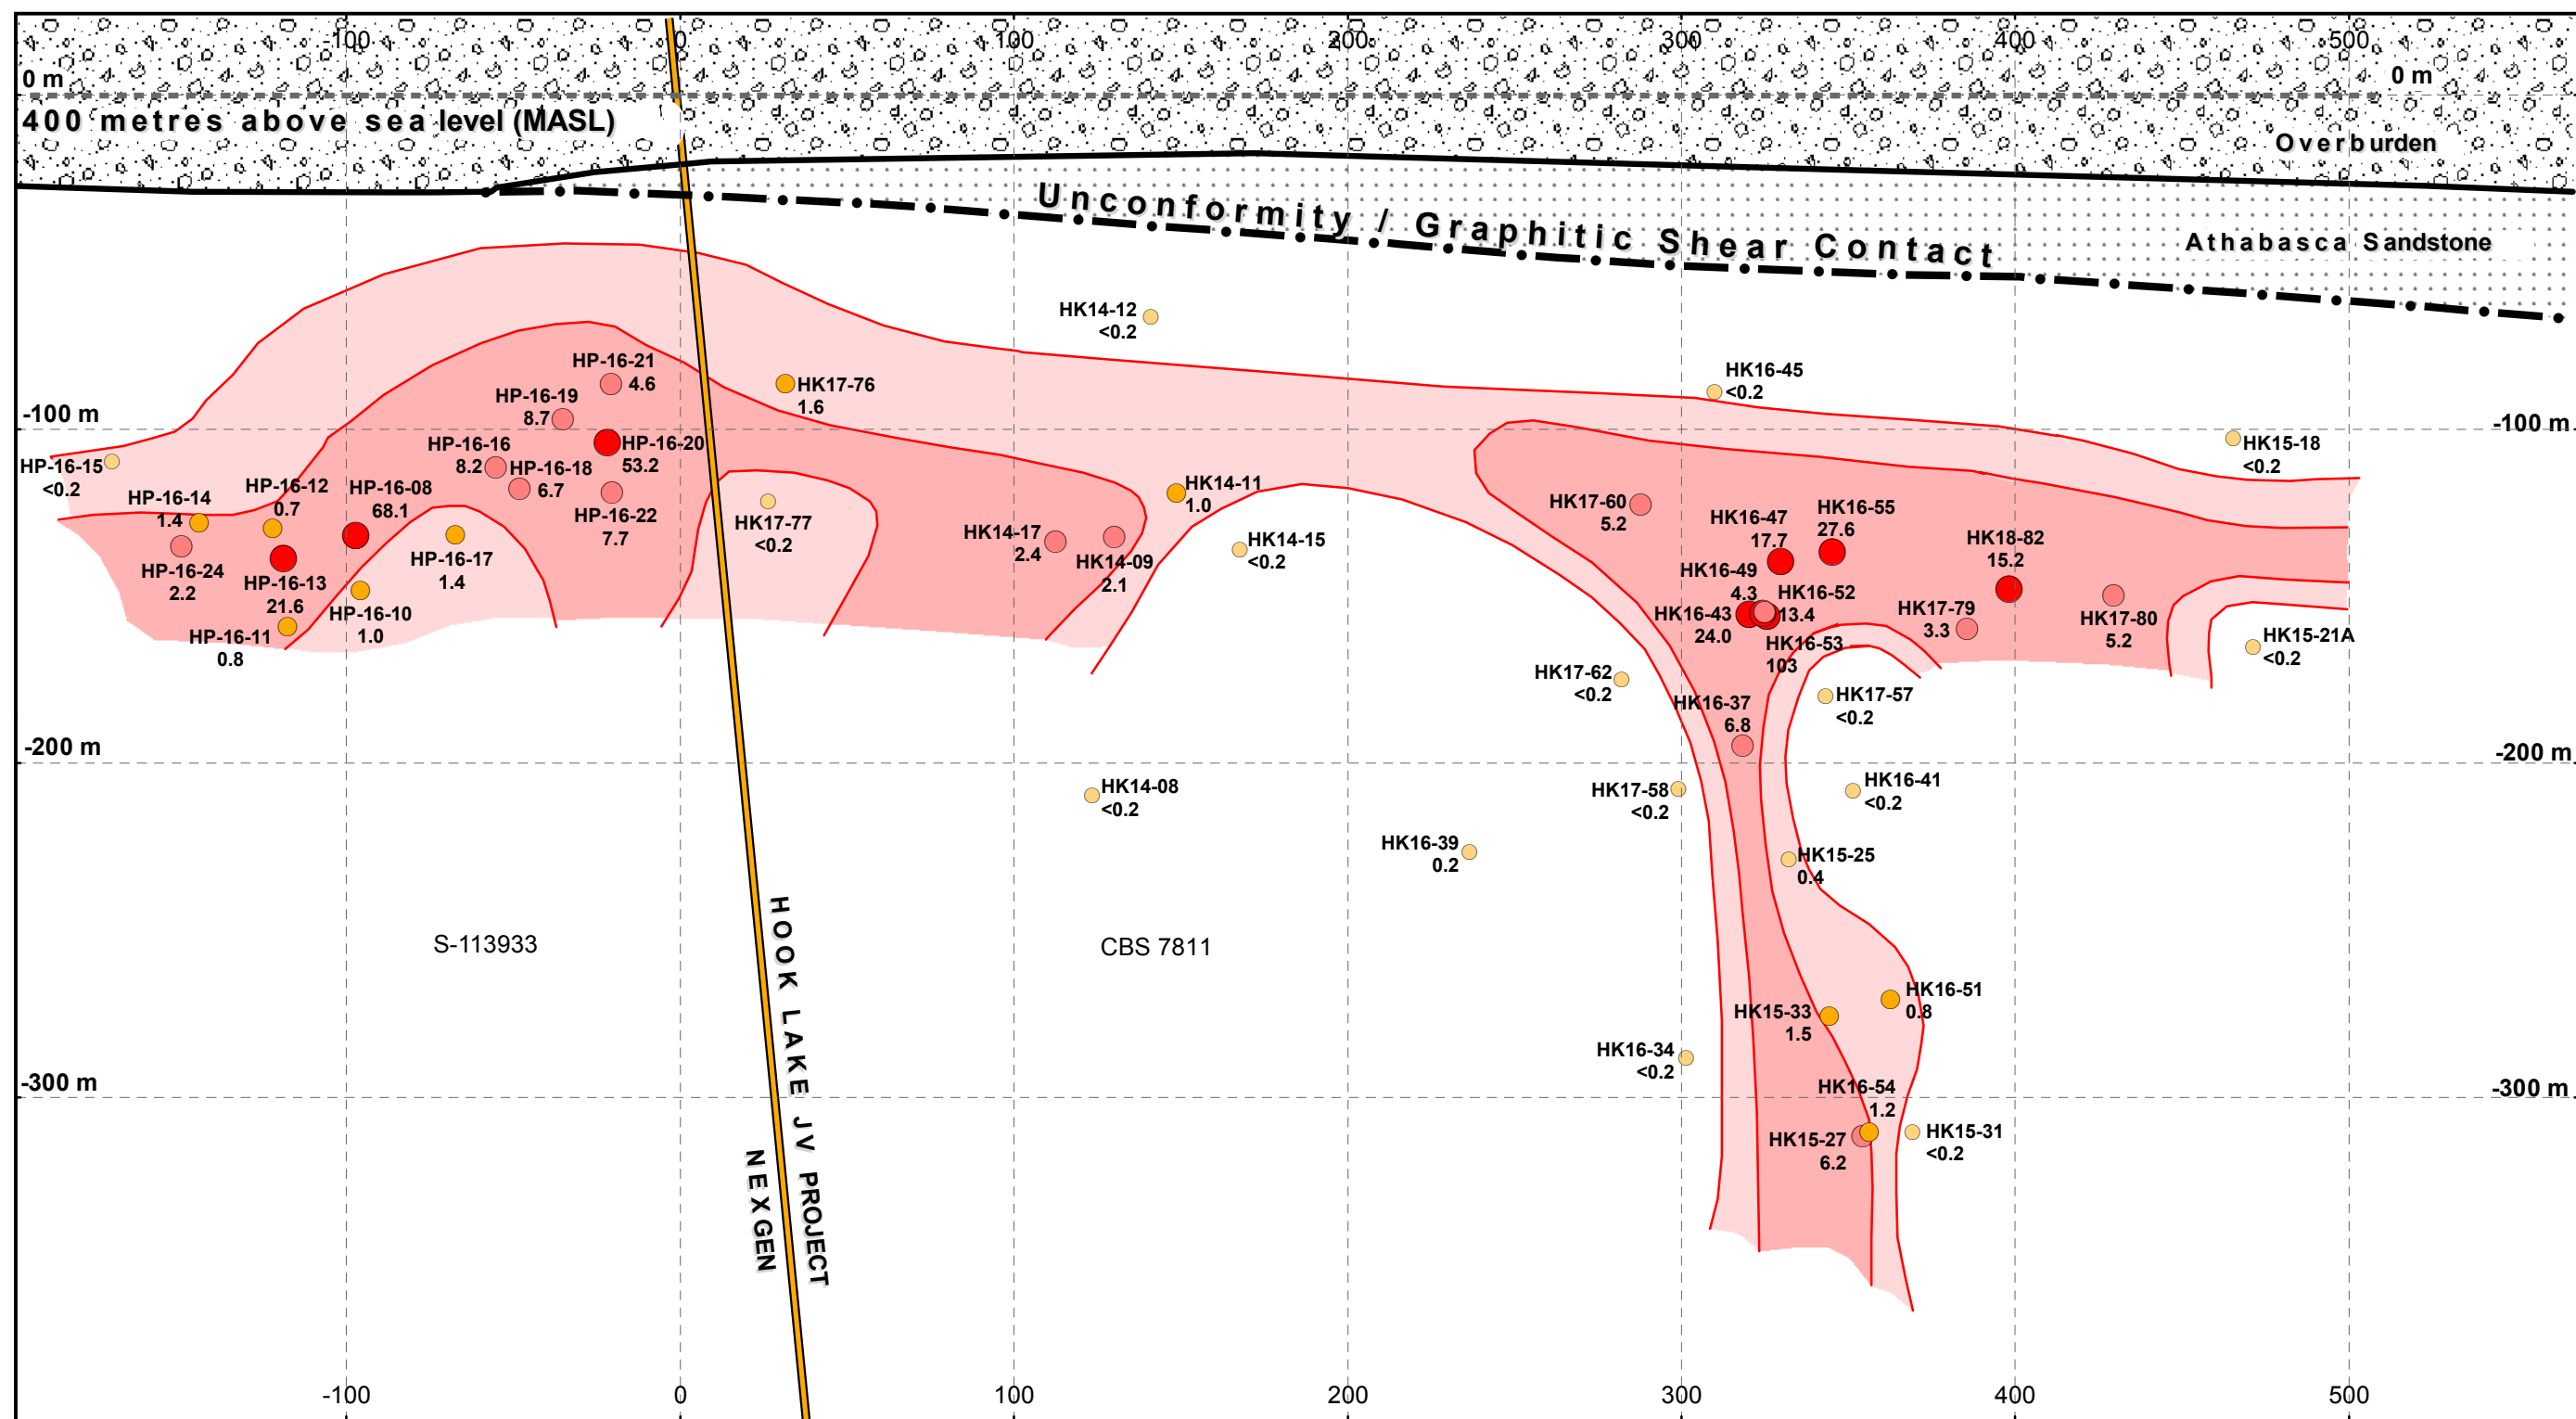 -100 0 100 200 300 400 500
0 m
0 m
400 metres above sea level (MASL)
Overburden
Unconformity / Graphitic Shear Contact
Athabasca Sandstone
HK14-12
<0.2
HP-16-21
4.6
HK17-76
1.6
HK16-45
<0.2
HP-16-19
8.7
-100 m
-100 m
HP-16-16
8.2
HP-16-20
53.2
HK15-18
<0.2
HP-16-15
<0.2
HP-16-18
6.7
HP-16-14
1.4
HP-16-12
0.7
HP-16-08
68.1
HP-16-22
7.7
HK17-77
<0.2
HK14-11
1.0
HK17-60
5.2
HK16-47
17.7
HK16-55
27.6
HK14-17
2.4
HK14-09
2.1
HK14-15
<0.2
HK18-82
15.2
HP-16-24
2.2
HP-16-13
21.6
HP-16-17
1.4
HK16-49
4.3
HK16-52
13.4
HP-16-10
1.0
HP-16-11
0.8
HK16-43
24.0
HK16-53
103
HK17-79
3.3
HK17-80
5.2
HK15-21A
<0.2
HK17-62
<0.2
HK16-37
6.8
HK17-57
<0.2
-200 m
-200 m
HK14-08
<0.2
HK17-58
<0.2
HK16-41
<0.2
HK16-39
0.2
HK15-25
0.4
S-113933
CBS 7811
HOOK LAKE JV PROJECT
NEXGEN
HK16-51
0.8
HK15-33
1.5
HK16-34
<0.2
-300 m
-300 m
HK16-54
1.2
HK15-27
6.2
HK15-31
<0.2
-100 0 100 200 300 400 500